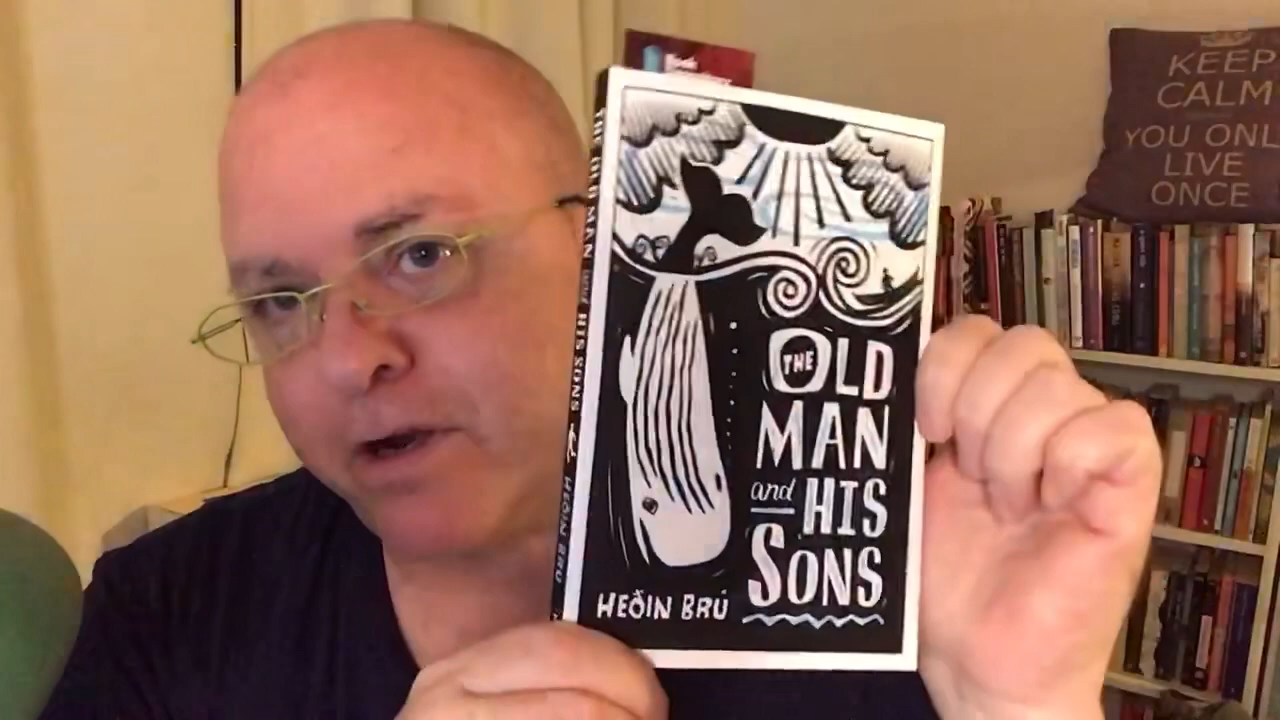 THE OLD MAN and HIS SONS HEÐIN BRÚ
THE
OLD
MAN
and HIS
SONS
HEÐIN BRÚ
KEEP
CALM
YOU ONL
LIVE
ONCE